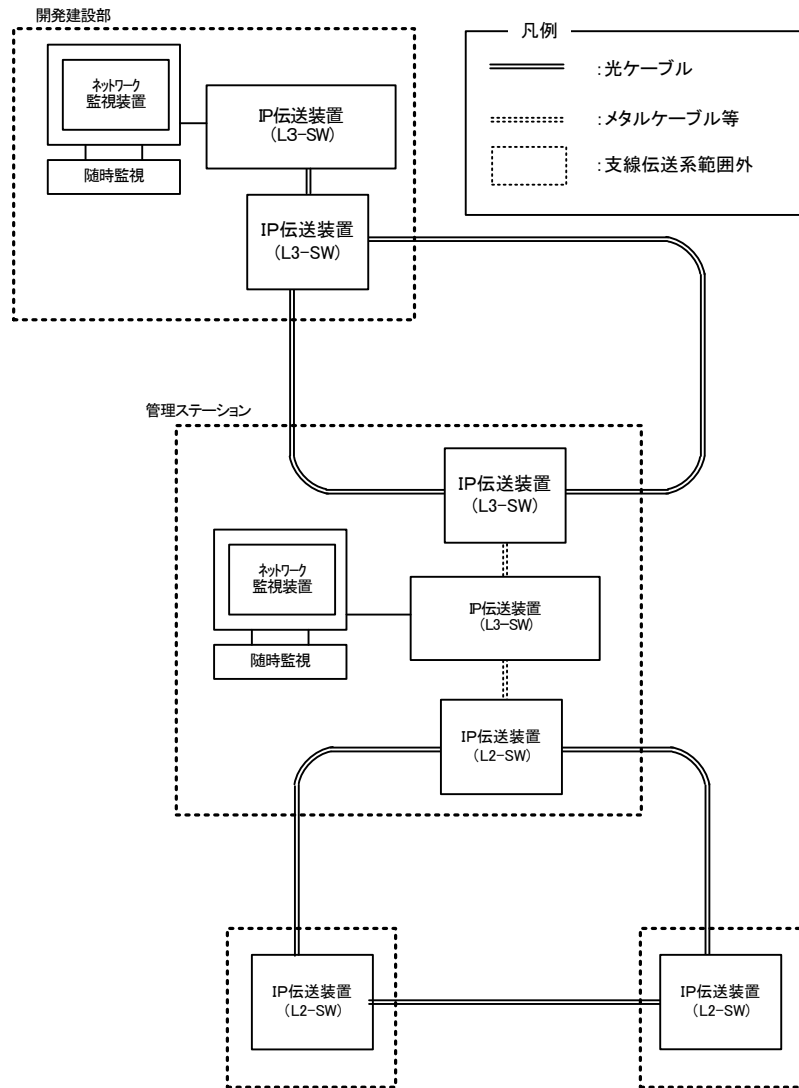 開発建設部
ネットワーク
監視装置
随時監視
IP伝送装置
(L3-SW)
IP伝送装置
(L3-SW)
凡例
:光ケーブル
:メタルケーブル等
:支線伝送系範囲外
管理ステーション
IP伝送装置
(L3-SW)
ネットワーク
監視装置
随時監視
IP伝送装置
(L3-SW)
IP伝送装置
(L2-SW)
IP伝送装置
(L2-SW)
IP伝送装置
(L2-SW)